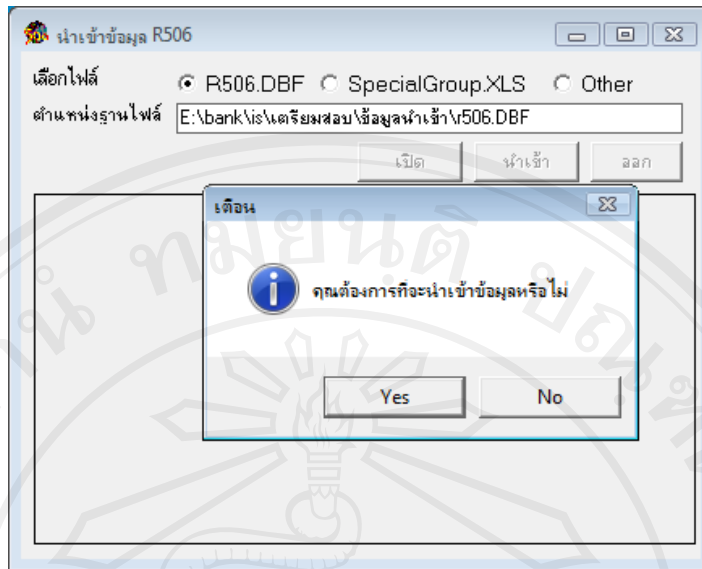 นำเข้าข้อมูล R506
เลือกไฟล์ R506.DBF SpecialGroup.XLS Other
ตำแหน่งฐานไฟล์ E:\bank\is\เตรียมสอบ\ข้อมูลนำเข้า\r506.DBF
เปิด นำเข้า ออก
เตือน
คุณต้องการที่จะนำเข้าข้อมูลหรือไม่
Yes No